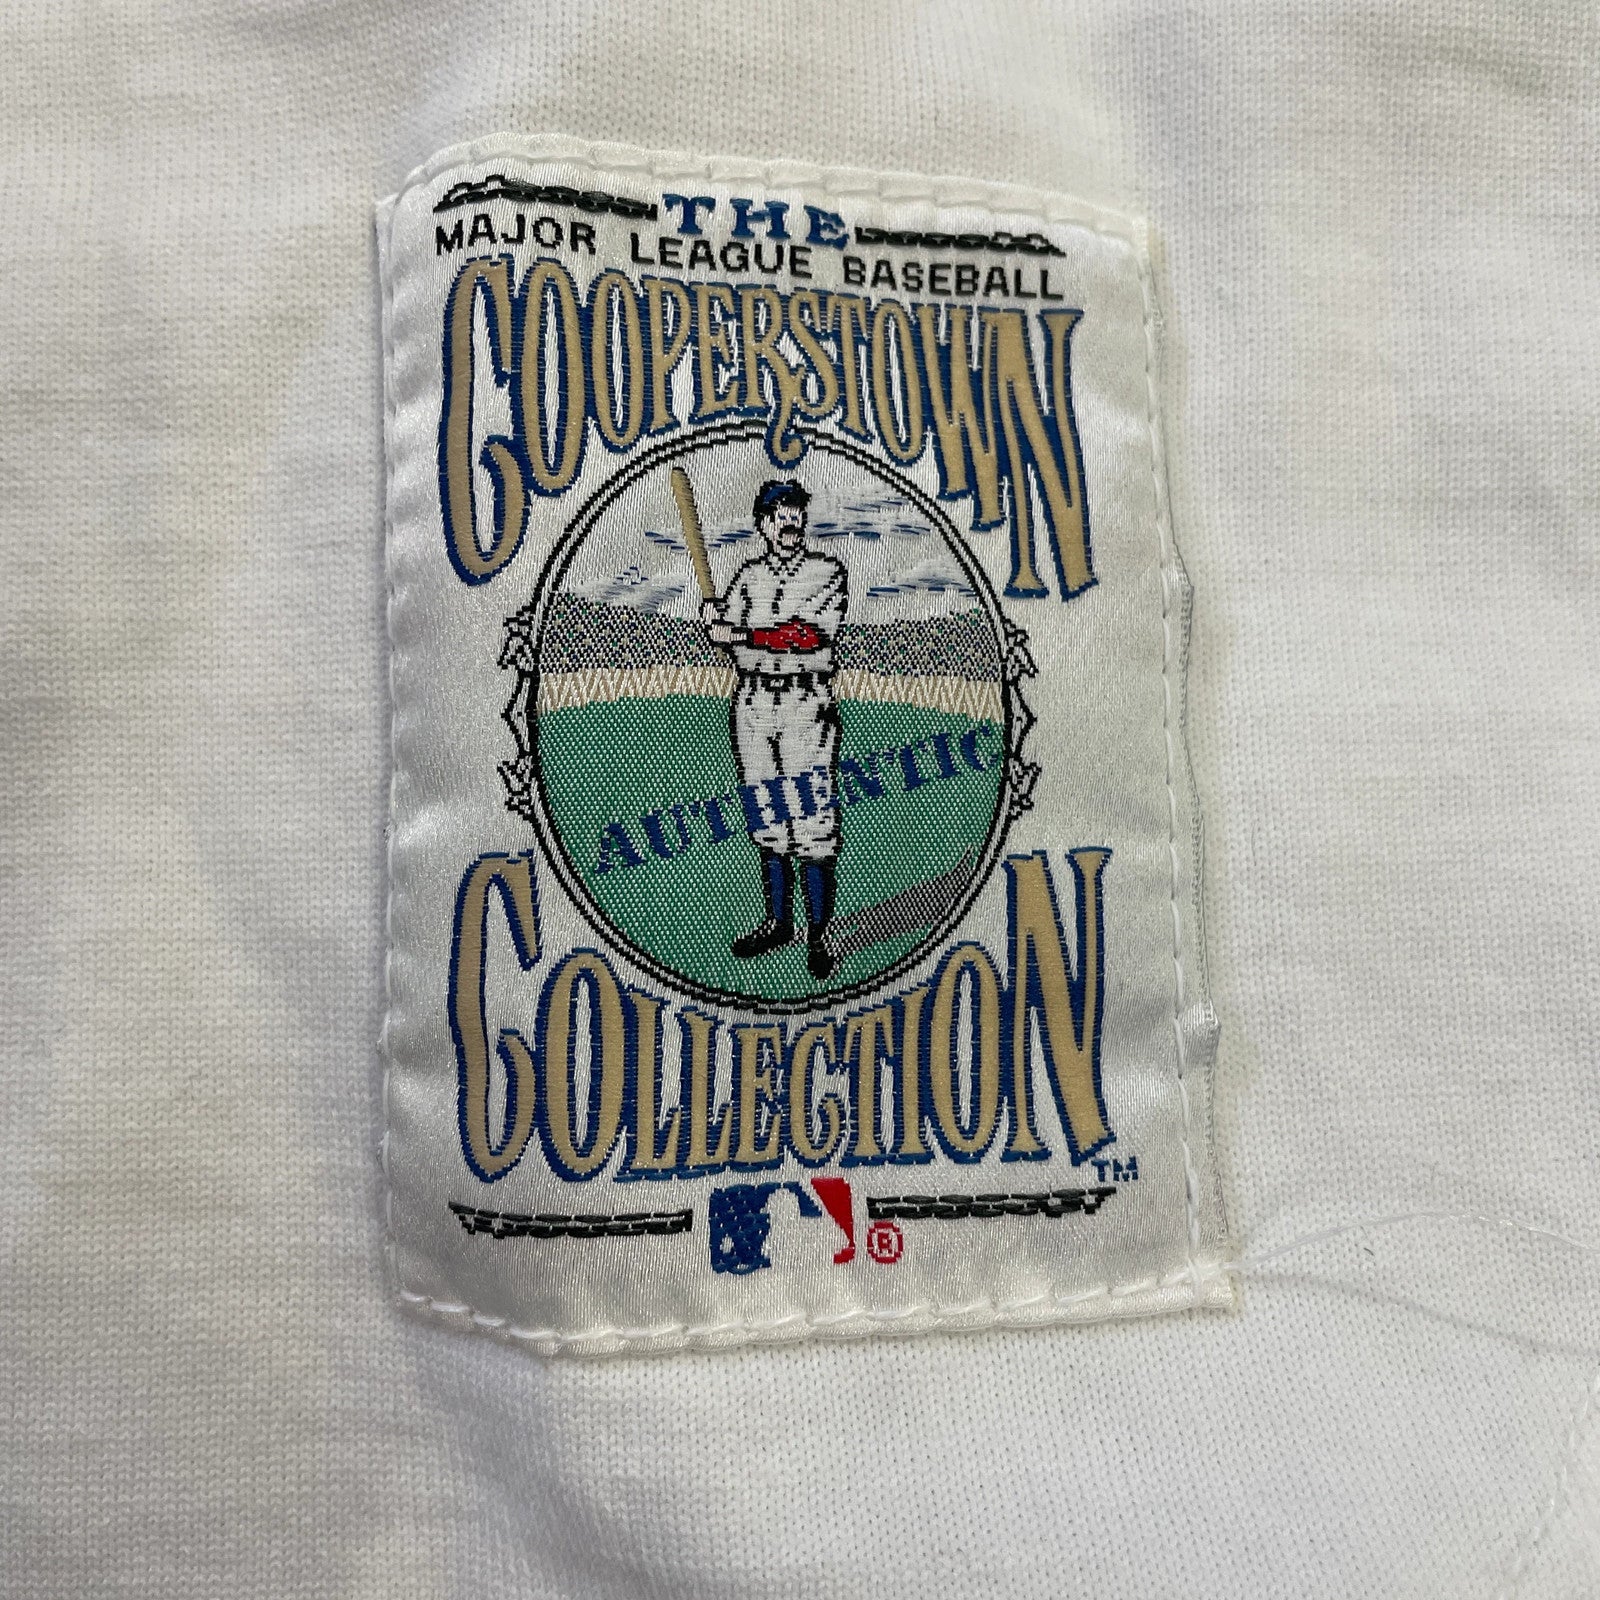 THE
MAJOR LEAGUE BASEBALL
COOPERSTOWN
AUTHENTIC
COLLECTION
TM
®